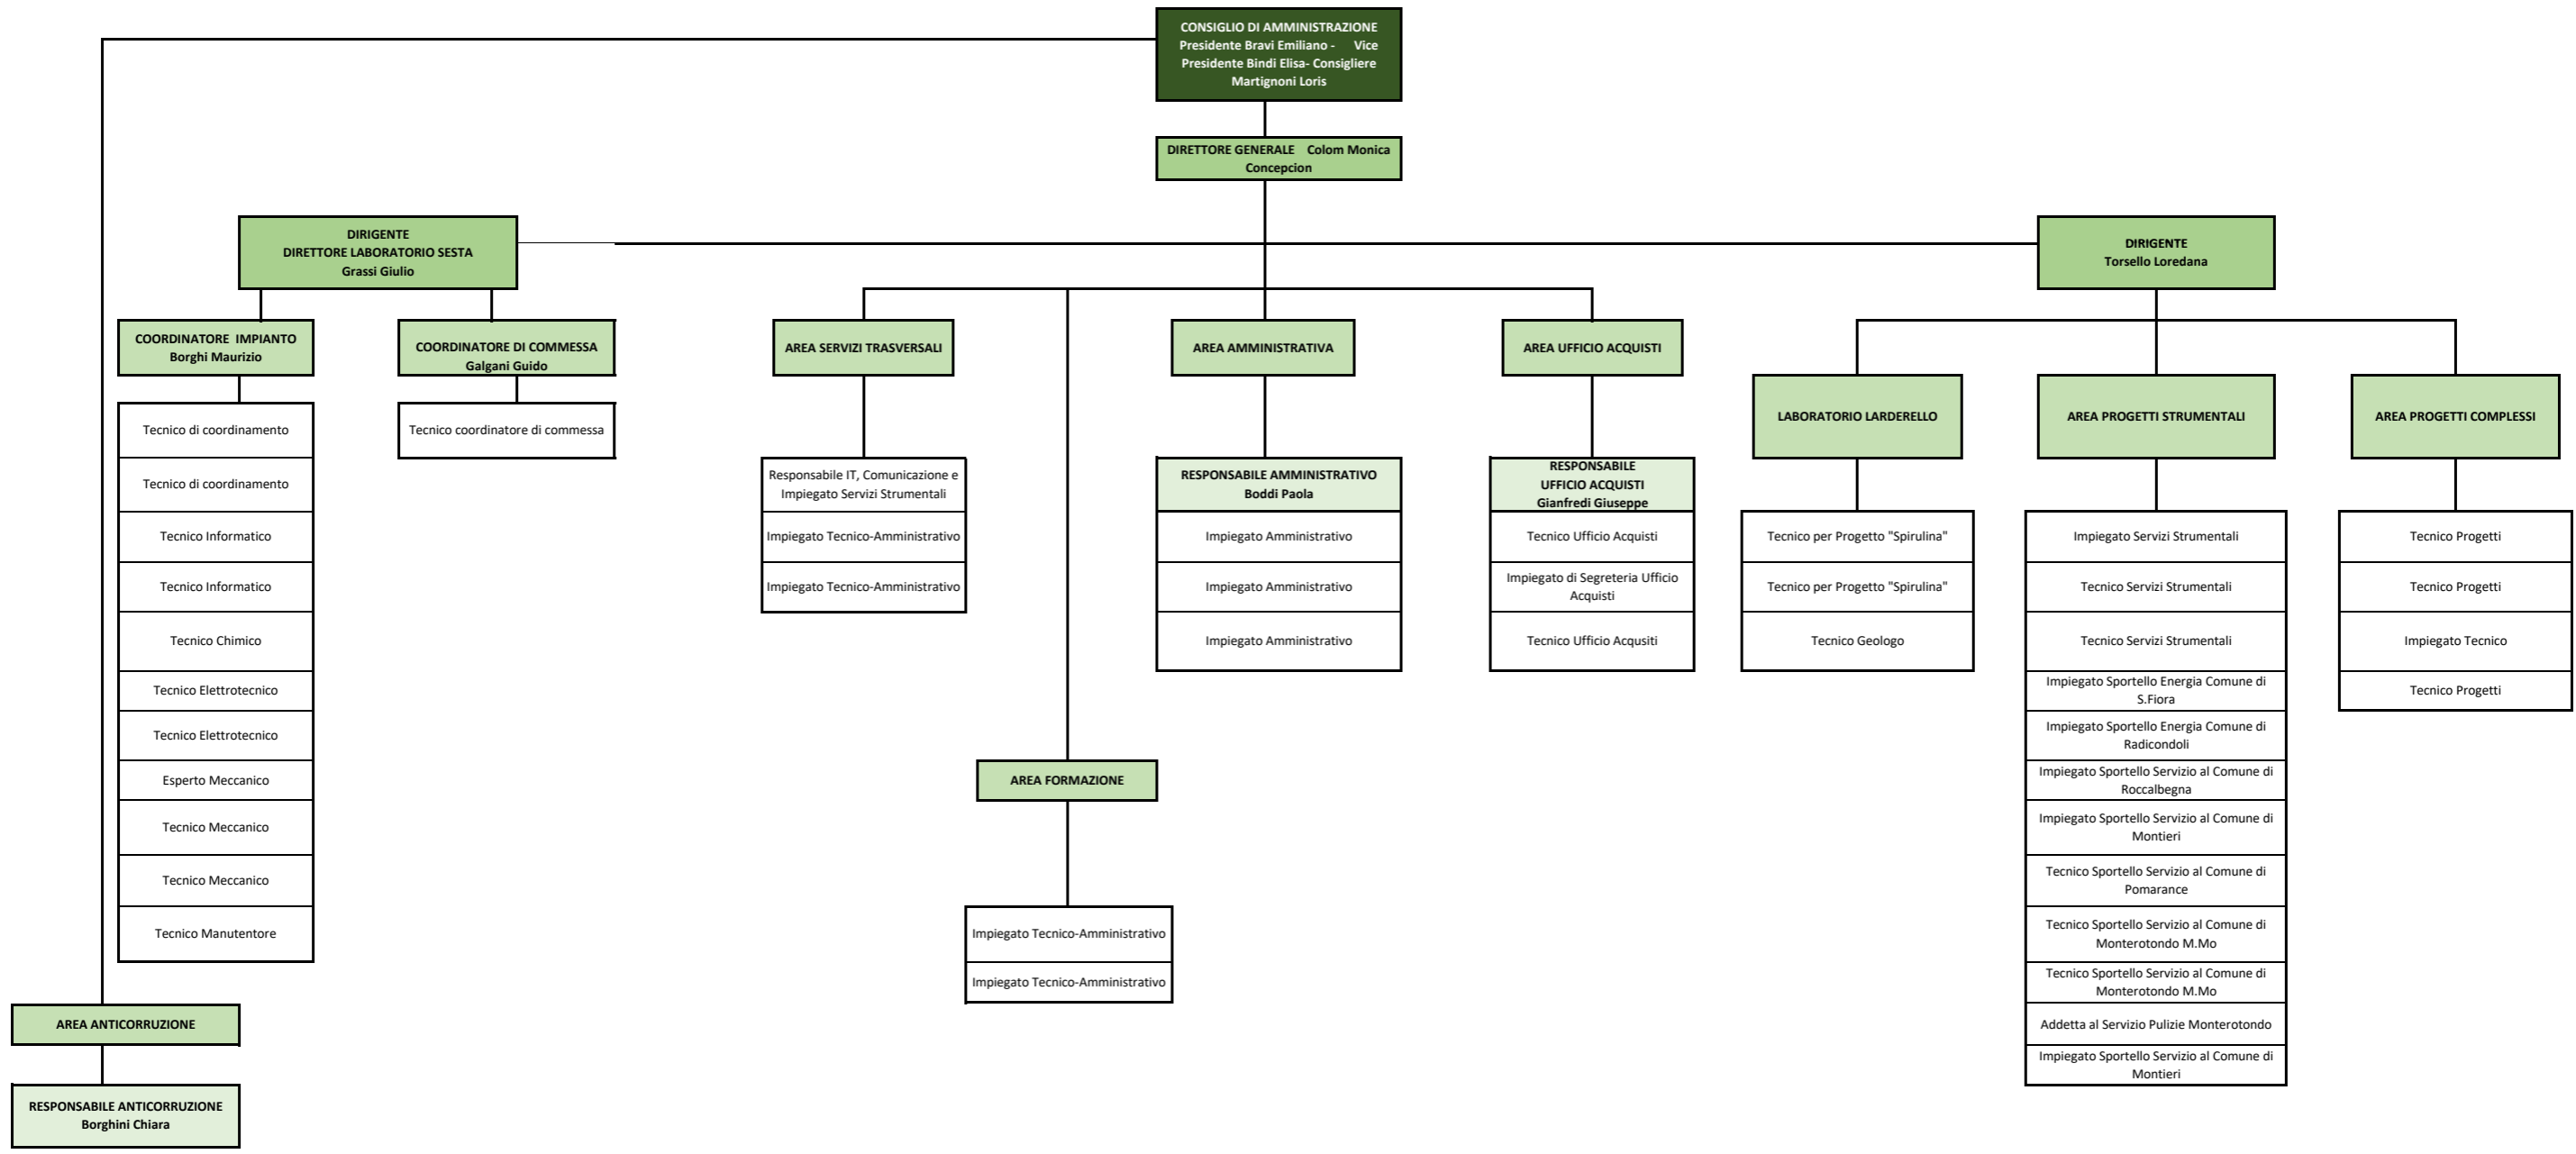 CONSIGLIO DI AMMINISTRAZIONE
Presidente Bravi Emiliano - Vice
Presidente Bindi Elisa- Consigliere
Martignoni Loris
DIRETTORE GENERALE Colom Monica
Concepcion
DIRIGENTE
DIRETTORE LABORATORIO SESTA
Grassi Giulio
DIRIGENTE
Torsello Loredana
COORDINATORE IMPIANTO
Borghi Maurizio
COORDINATORE DI COMMESSA
Galgani Guido
AREA SERVIZI TRASVERSALI
AREA AMMINISTRATIVA
AREA UFFICIO ACQUISTI
LABORATORIO LARDERELLO
AREA PROGETTI STRUMENTALI
AREA PROGETTI COMPLESSI
Tecnico di coordinamento
Tecnico di coordinamento
Tecnico Informatico
Tecnico Informatico
Tecnico Chimico
Tecnico Elettrotecnico
Tecnico Elettrotecnico
Esperto Meccanico
Tecnico Meccanico
Tecnico Meccanico
Tecnico Manutentore
Tecnico coordinatore di commessa
Responsabile IT, Comunicazione e
Impiegato Servizi Strumentali
Impiegato Tecnico-Amministrativo
Impiegato Tecnico-Amministrativo
RESPONSABILE AMMINISTRATIVO
Boddi Paola
Impiegato Amministrativo
Impiegato Amministrativo
Impiegato Amministrativo
RESPONSABILE
UFFICIO ACQUISTI
Gianfredi Giuseppe
Tecnico Ufficio Acquisti
Impiegato di Segreteria Ufficio
Acquisti
Tecnico Ufficio Acqusiti
Tecnico per Progetto "Spirulina"
Tecnico per Progetto "Spirulina"
Tecnico Geologo
Impiegato Servizi Strumentali
Tecnico Servizi Strumentali
Tecnico Servizi Strumentali
Impiegato Sportello Energia Comune di
S.Fiora
Impiegato Sportello Energia Comune di
Radicondoli
Impiegato Sportello Servizio al Comune di
Roccalbegna
Impiegato Sportello Servizio al Comune di
Montieri
Tecnico Sportello Servizio al Comune di
Pomarance
Tecnico Sportello Servizio al Comune di
Monterotondo M.Mo
Tecnico Sportello Servizio al Comune di
Monterotondo M.Mo
Addetta al Servizio Pulizie Monterotondo
Impiegato Sportello Servizio al Comune di
Montieri
Tecnico Progetti
Tecnico Progetti
Impiegato Tecnico
Tecnico Progetti
AREA FORMAZIONE
Impiegato Tecnico-Amministrativo
Impiegato Tecnico-Amministrativo
AREA ANTICORRUZIONE
RESPONSABILE ANTICORRUZIONE
Borghini Chiara